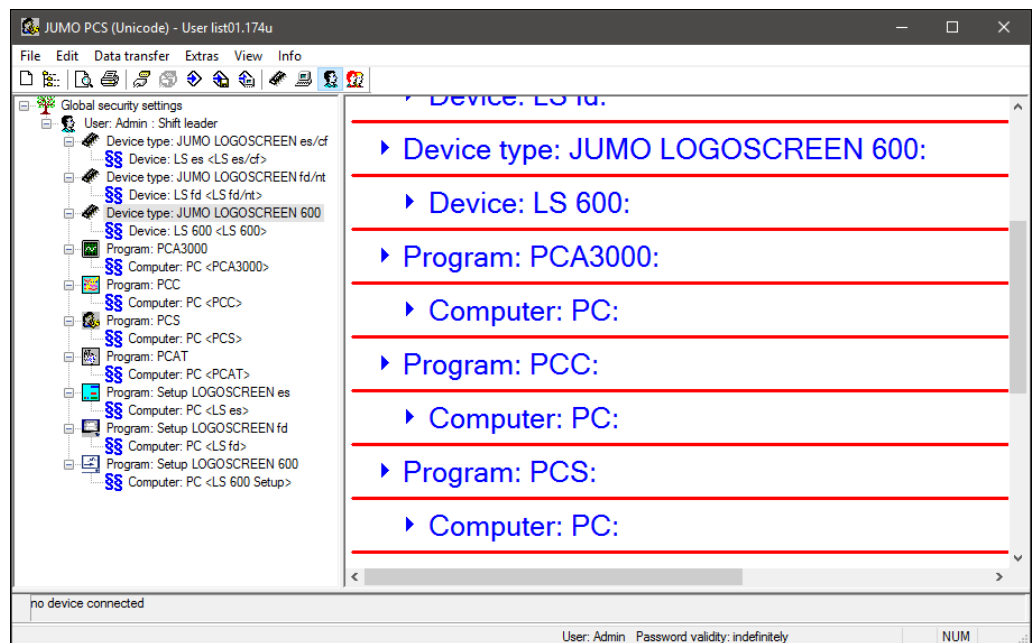 JUMO PCS (Unicode) - User list01.174u
File Edit Data transfer Extras View Info
Global security settings
User: Admin : Shift leader
Device type: JUMO LOGOSCREEN es/cf
§§ Device: LS es <LS es/cf>
Device type: JUMO LOGOSCREEN fd/nt
§§ Device: LS fd <LS fd/nt>
Device type: JUMO LOGOSCREEN 600
§§ Device: LS 600 <LS 600>
Program: PCA3000
§§ Computer: PC <PCA3000>
Program: PCC
§§ Computer: PC <PCC>
Program: PCS
§§ Computer: PC <PCS>
Program: PCAT
§§ Computer: PC <PCAT>
Program: Setup LOGOSCREEN es
§§ Computer: PC <LS es>
Program: Setup LOGOSCREEN fd
§§ Computer: PC <LS fd>
Program: Setup LOGOSCREEN 600
§§ Computer: PC <LS 600 Setup>
Device: LS fd:
Device type: JUMO LOGOSCREEN 600:
Device: LS 600:
Program: PCA3000:
Computer: PC:
Program: PCC:
Computer: PC:
Program: PCS:
Computer: PC:
no device connected
User: Admin Password validity: indefinitely NUM